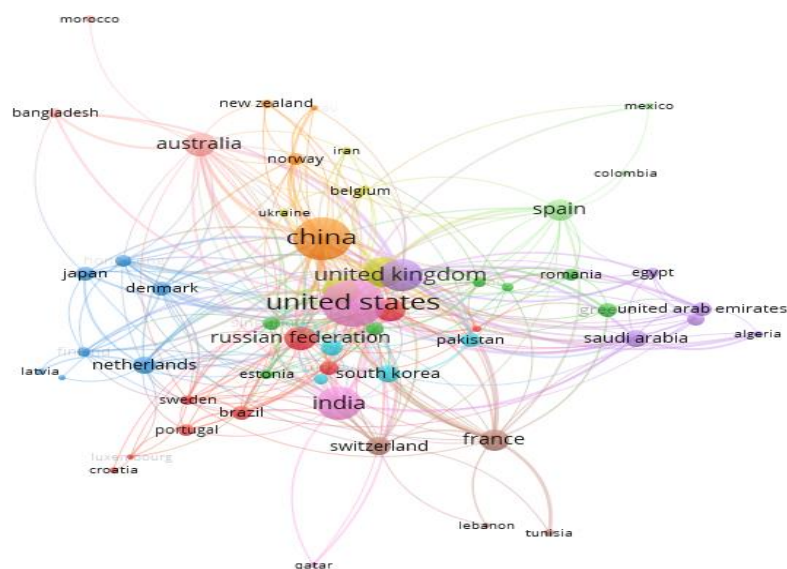 morocco
bangladesh
new zealand
mexico
australia
iran
norway
colombia
belgium
spain
ukraine
china
japan
united kingdom
romania
egypt
denmark
united states
united arab emirates
russian federation
pakistan
saudi arabia
algeria
latvia
netherlands
estonia
south korea
sweden
india
brazil
portugal
switzerland
france
luxembourg
croatia
lebanon
tunisia
qatar